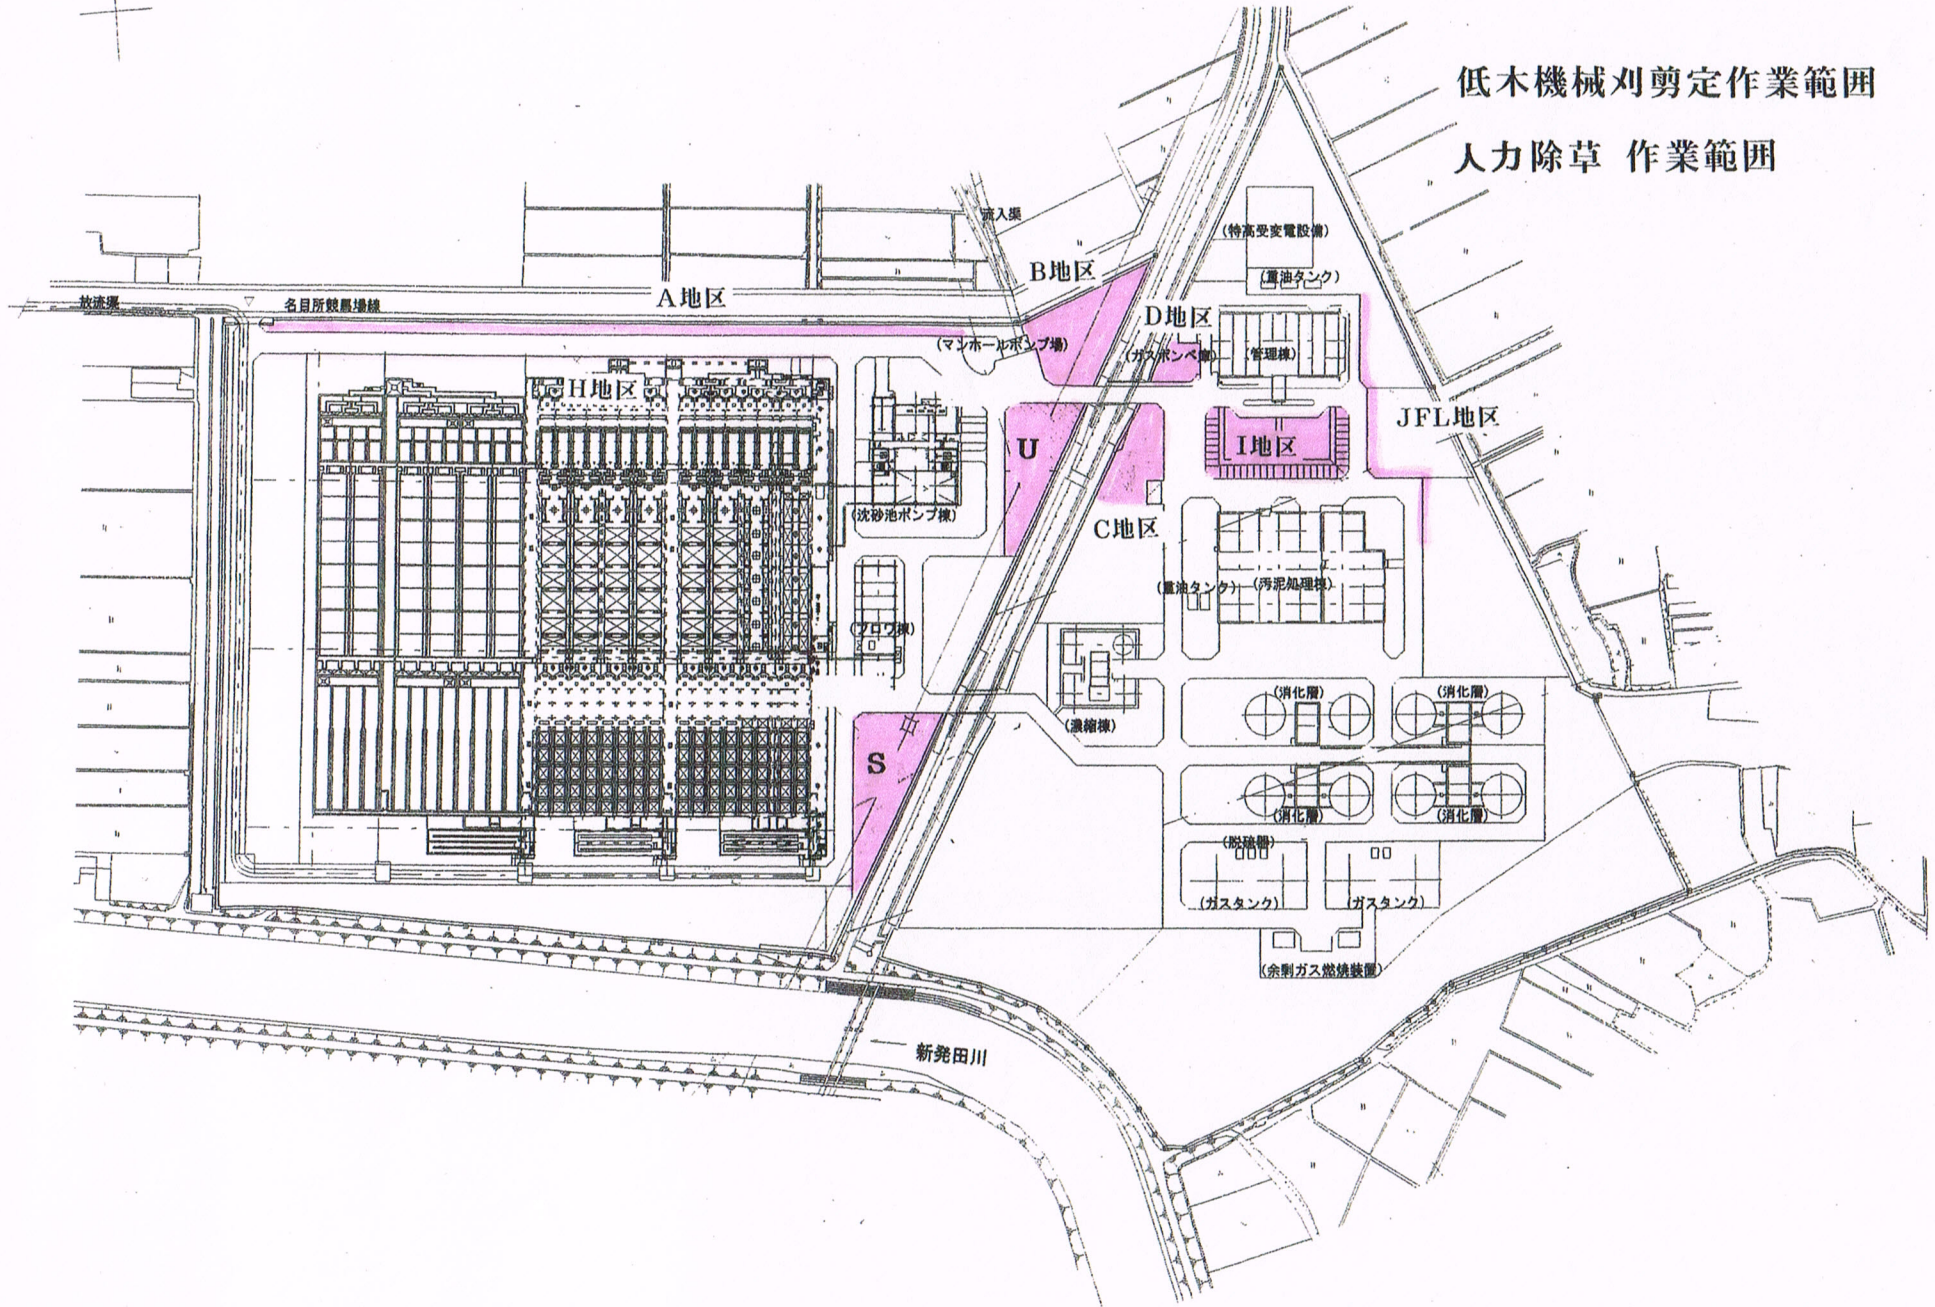 低木機械刈剪定作業範囲
人力除草 作業範囲
流入渠
(特高受変電設備)
B地区
(重油タンク)
A地区
放流渠
名目所競馬場線
D地区
(マンホールポンプ場)
(ガスボンベ庫)
(管理棟)
H地区
JFL地区
U
I地区
(沈砂池ポンプ棟)
C地区
(重油タンク)
(汚泥処理棟)
(ブロワ棟)
(消化層)
(消化層)
(濃縮棟)
S
(消化層)
(消化層)
(脱硫器)
(ガスタンク)
(ガスタンク)
(余剰ガス燃焼装置)
新発田川